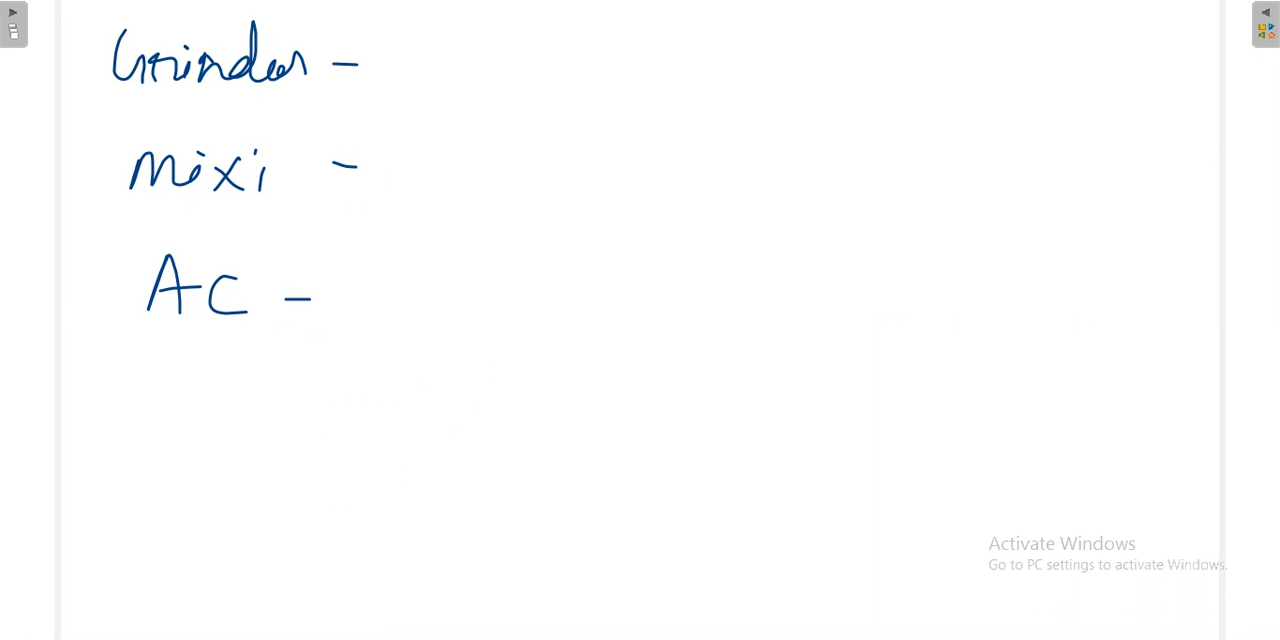 Grinder -
Mixi -
AC -
Activate Windows
Go to PC settings to activate Windows.